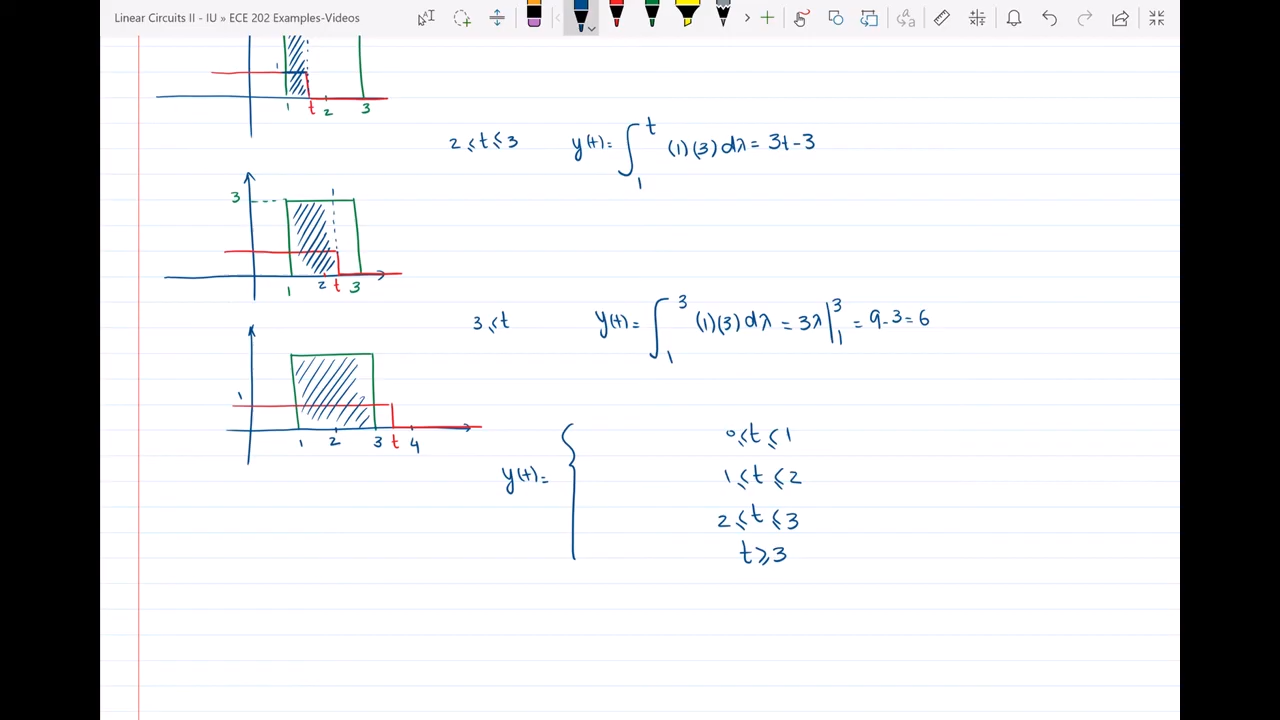 Linear Circuits II - IU » ECE 202 Examples-Videos
1
1 t 2 3
2 ≤ t ≤ 3 y(t) = ∫₁ᵗ (1)(3) dλ = 3t - 3
3 1
1 2 t 3
3 ≤ t y(t) = ∫₁³ (1)(3) dλ = 3λ |₁³ = 9 - 3 = 6
1
1 2 3 t 4
y(t) = {
0 ≤ t ≤ 1
1 ≤ t ≤ 2
2 ≤ t ≤ 3
t ≥ 3